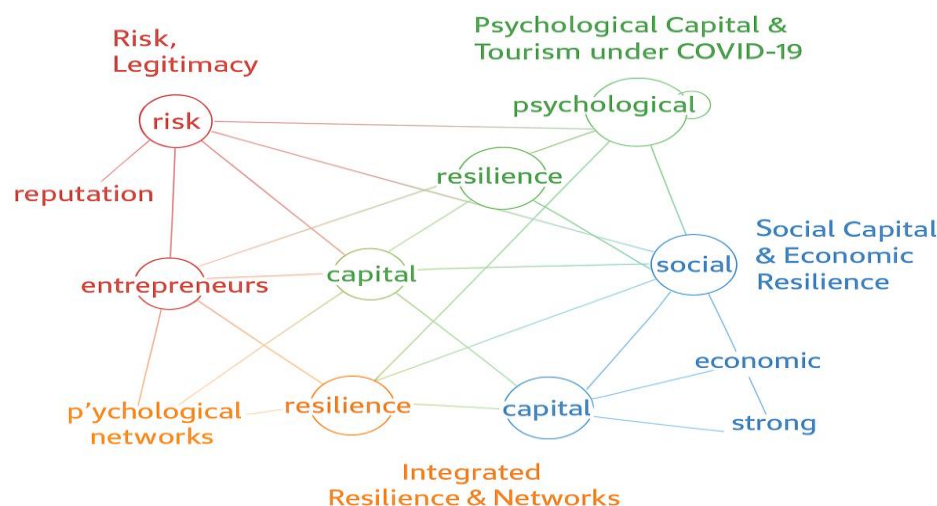 Risk,
Legitimacy
Psychological Capital &
Tourism under COVID-19
risk
psychological
reputation
resilience
Social Capital
& Economic
Resilience
entrepreneurs
capital
social
economic
p'ychological
networks
resilience
capital
strong
Integrated
Resilience & Networks